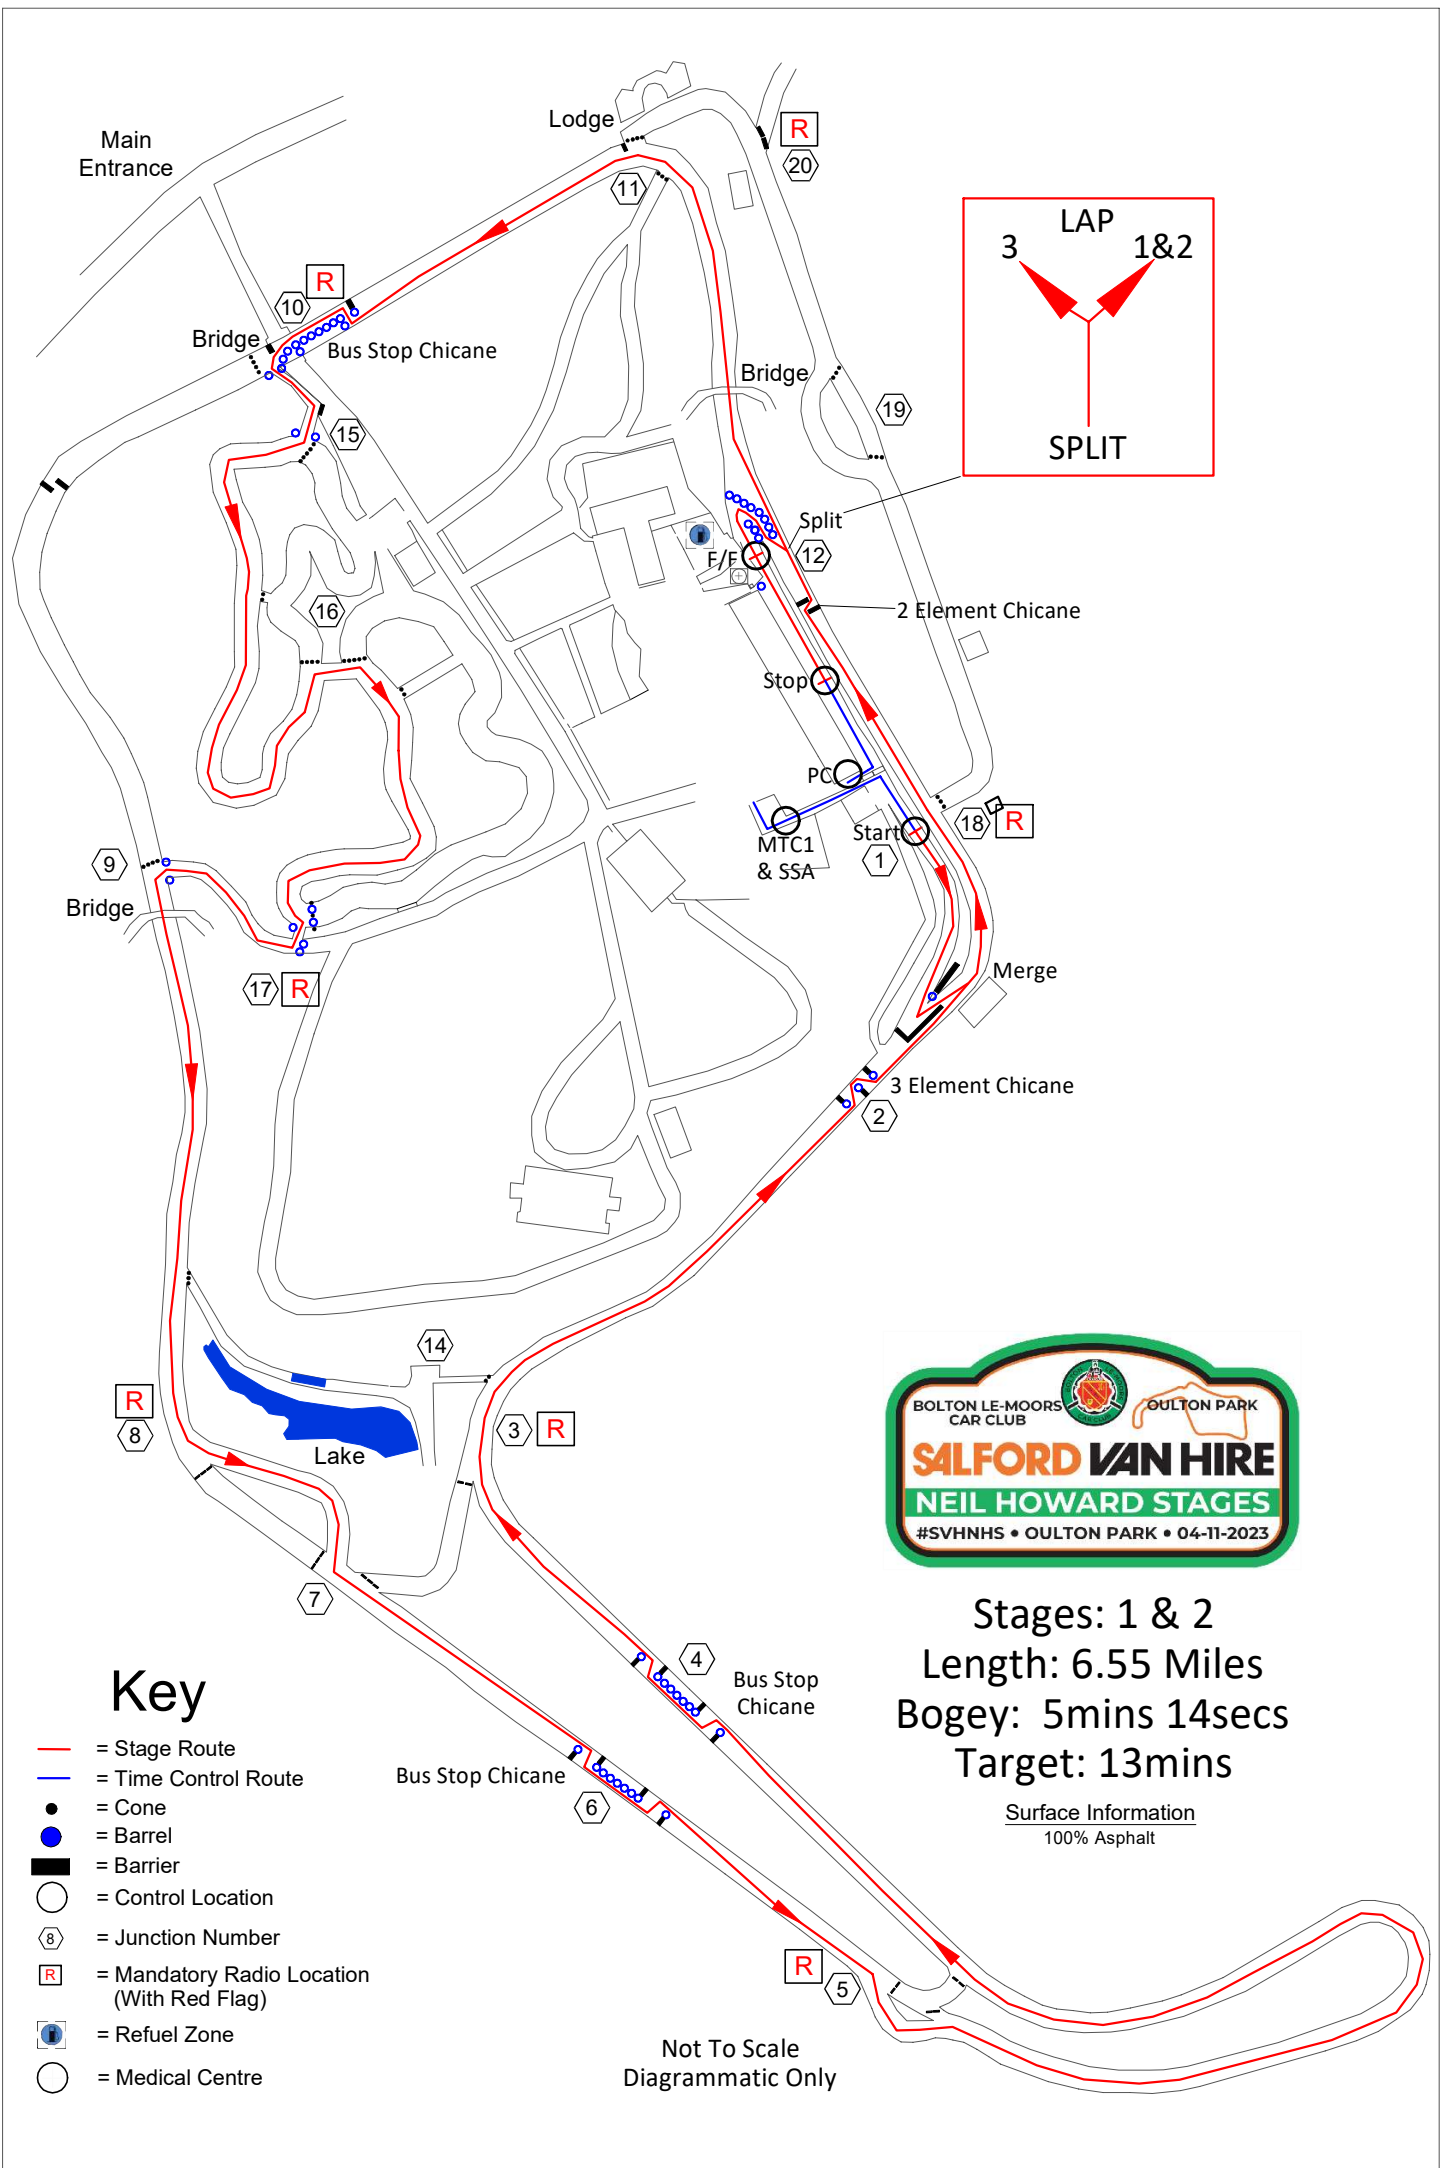 Lodge
R
20
Main
Entrance
11
LAP
3
1&2
SPLIT
R
10
Bridge
Bus Stop Chicane
Bridge
19
15
Split
F/F
12
16
2 Element Chicane
Stop
PC
MTC1
& SSA
Start
1
18
R
9
Bridge
17
R
Merge
3 Element Chicane
2
14
R
8
Lake
3
R
BOLTON LE-MOORS
CAR CLUB
OULTON PARK
SALFORD VAN HIRE
NEIL HOWARD STAGES
#SVHNHS • OULTON PARK • 04-11-2023
7
Stages: 1 & 2
Length: 6.55 Miles
Bogey: 5mins 14secs
Target: 13mins
Surface Information
100% Asphalt
4
Bus Stop
Chicane
Bus Stop Chicane
6
R
5
Key
= Stage Route
= Time Control Route
= Cone
= Barrel
= Barrier
= Control Location
8
= Junction Number
R
= Mandatory Radio Location
(With Red Flag)
= Refuel Zone
= Medical Centre
Not To Scale
Diagrammatic Only